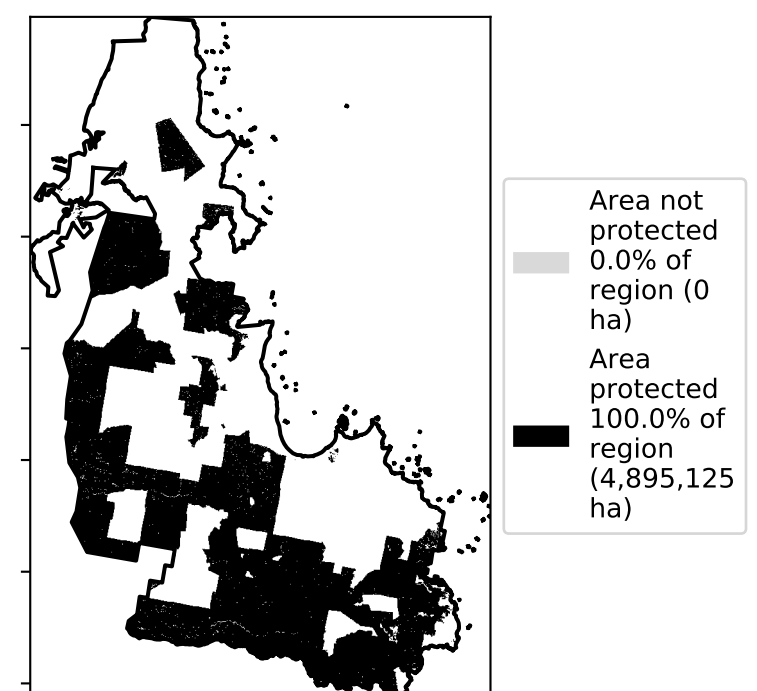 Area not
protected
0.0% of
region (0
ha)
Area
protected
100.0% of
region
(4,895,125
ha)